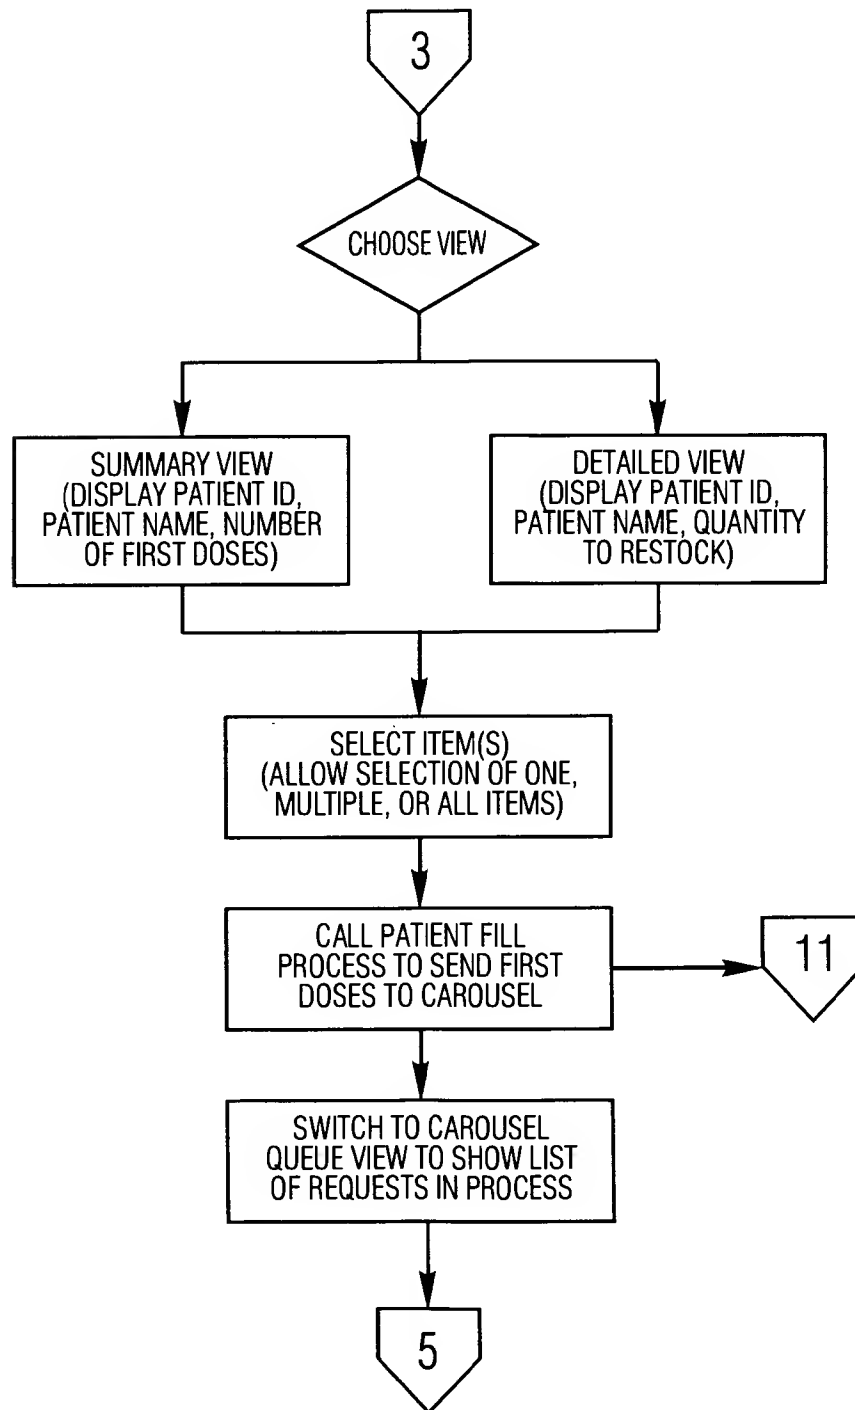 3
CHOOSE VIEW
SUMMARY VIEW
(DISPLAY PATIENT ID,
PATIENT NAME, NUMBER
OF FIRST DOSES)
DETAILED VIEW
(DISPLAY PATIENT ID,
PATIENT NAME, QUANTITY
TO RESTOCK)
SELECT ITEM(S)
(ALLOW SELECTION OF ONE,
MULTIPLE, OR ALL ITEMS)
CALL PATIENT FILL
PROCESS TO SEND FIRST
DOSES TO CAROUSEL
11
SWITCH TO CAROUSEL
QUEUE VIEW TO SHOW LIST
OF REQUESTS IN PROCESS
5